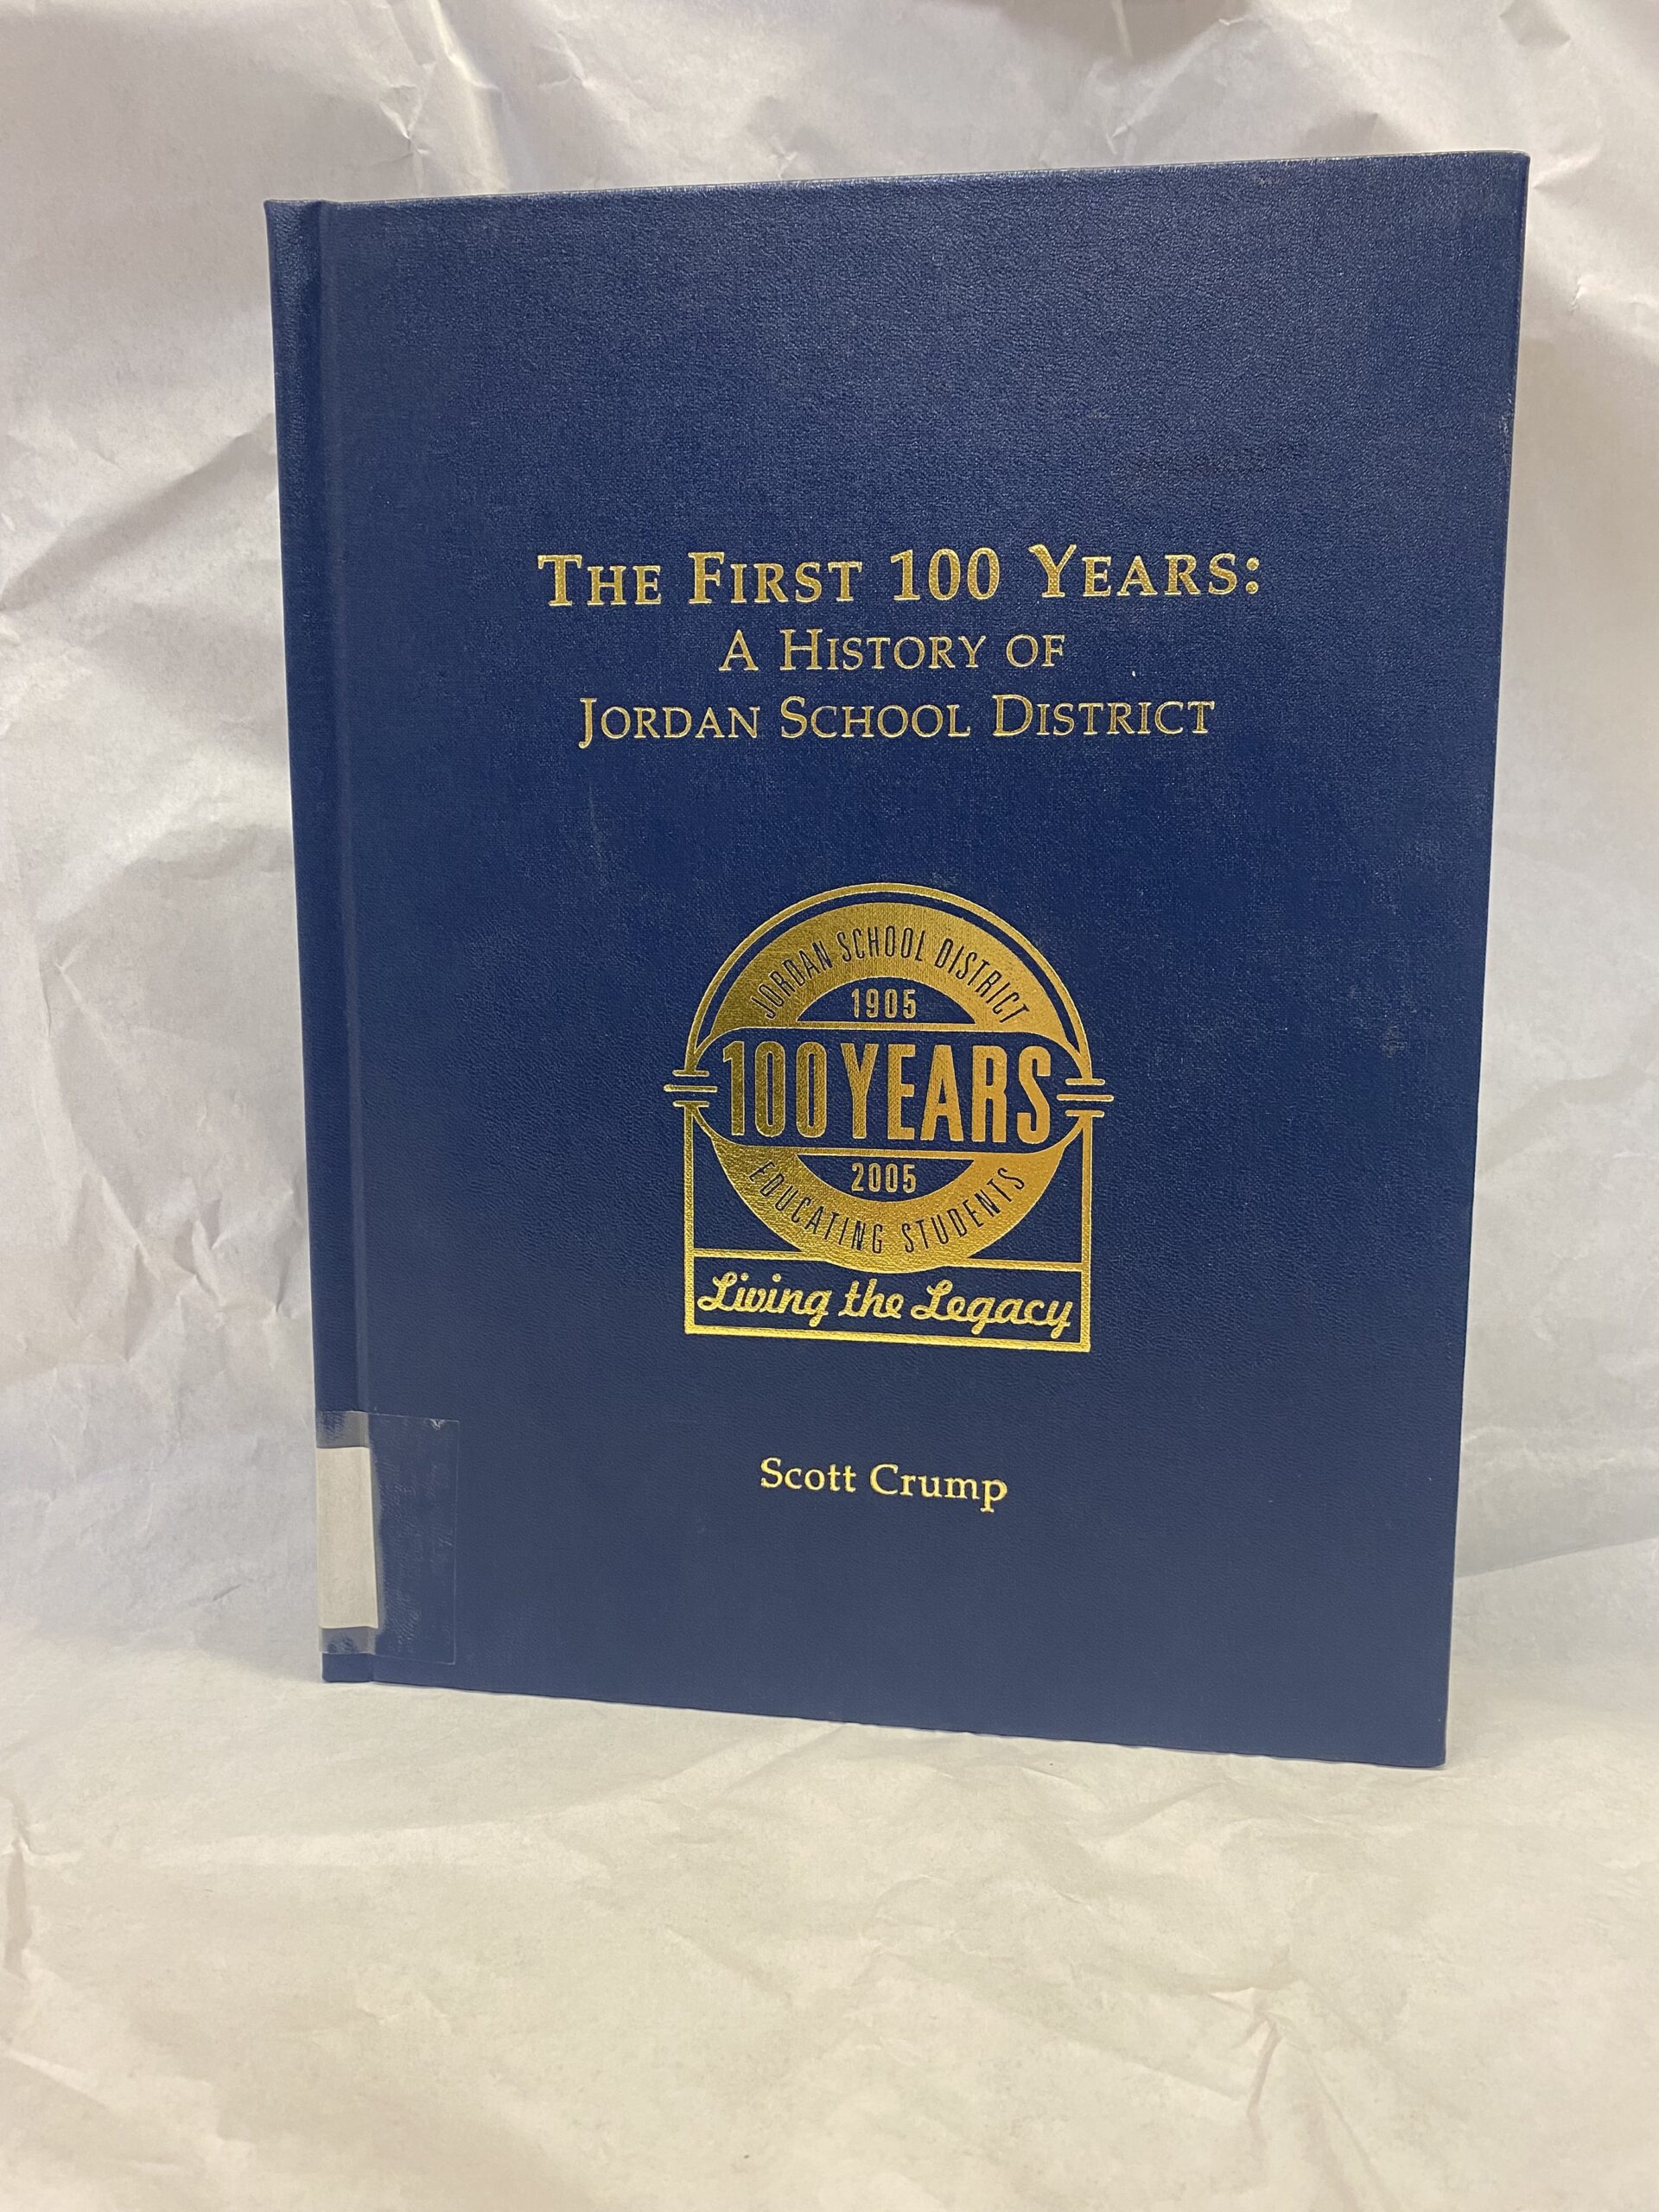 THE FIRST 100 YEARS:
A HISTORY OF
JORDAN SCHOOL DISTRICT
JORDAN SCHOOL DISTRICT
1905
100 YEARS
2005
EDUCATING STUDENTS
Living the Legacy
Scott Crump